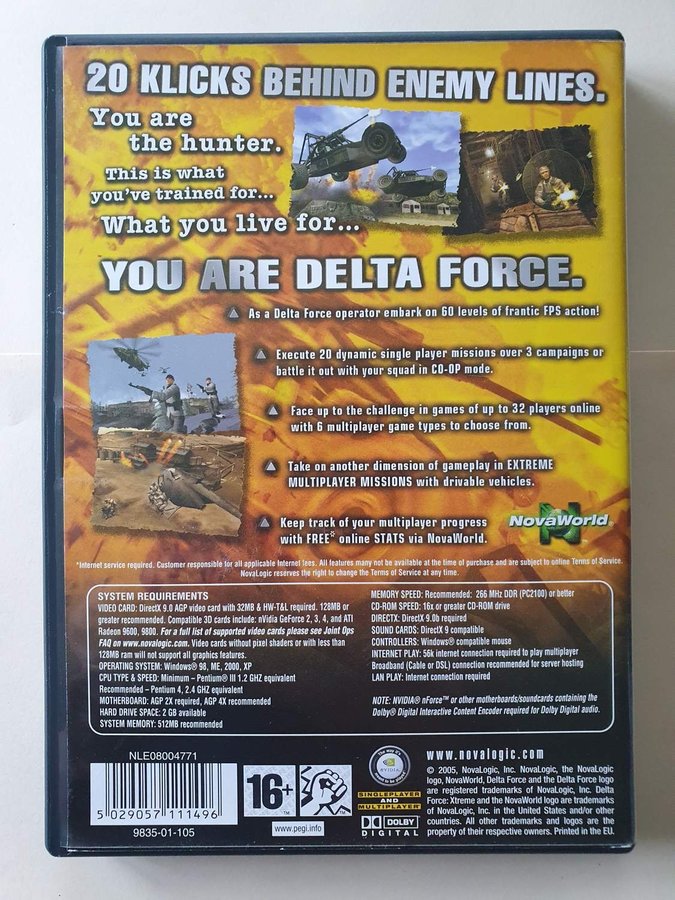 20 KLICKS BEHIND ENEMY LINES.
You are
the hunter.
This is what
you've trained for...
What you live for...
YOU ARE DELTA FORCE.
As a Delta Force operator embark on 60 levels of frantic FPS action!
Execute 20 dynamic single player missions over 3 campaigns or
battle it out with your squad in CO-OP mode.
Face up to the challenge in games of up to 32 players online
with 6 multiplayer game types to choose from.
Take on another dimension of gameplay in EXTREME
MULTIPLAYER MISSIONS with drivable vehicles.
Keep track of your multiplayer progress
with FREE* online STATS via NovaWorld.
NovaWorld
*Internet service required. Customer responsible for all applicable Internet fees. All features may not be available at the time of purchase and are subject to online Terms of Service.
NovaLogic reserves the right to change the Terms of Service at any time.
SYSTEM REQUIREMENTS
VIDEO CARD: DirectX 9.0 AGP video card with 32MB & HW-T&L required. 128MB or
greater recommended. Compatible 3D cards include: nVidia GeForce 2, 3, 4, and ATI
Radeon 9600, 9800. For a full list of supported video cards please see Joint Ops
FAQ on www.novalogic.com. Video cards without pixel shaders or with less than
128MB ram will not support all graphics features.
OPERATING SYSTEM: Windows® 98, ME, 2000, XP
CPU TYPE & SPEED: Minimum – Pentium® III 1.2 GHZ equivalent
Recommended – Pentium 4, 2.4 GHZ equivalent
MOTHERBOARD: AGP 2X required, AGP 4X recommended
HARD DRIVE SPACE: 2 GB available
SYSTEM MEMORY: 512MB recommended
MEMORY SPEED: Recommended: 266 MHz DDR (PC2100) or better
CD-ROM SPEED: 16x or greater CD-ROM drive
DIRECTX: DirectX 9.0b required
SOUND CARDS: DirectX 9 compatible
CONTROLLERS: Windows® compatible mouse
INTERNET PLAY: 56k internet connection required to play multiplayer
Broadband (Cable or DSL) connection recommended for server hosting
LAN PLAY: Internet connection required
NOTE: NVIDIA® nForce™ or other motherboards/soundcards containing the
Dolby® Digital Interactive Content Encoder required for Dolby Digital audio.
NLE08004771
5 029057 111496
9835-01-105
16+
www.pegi.info
NVIDIA
SINGLEPLAYER
AND
MULTIPLAYER
DOLBY
DIGITAL
www.novalogic.com
© 2005, NovaLogic, Inc. NovaLogic, the NovaLogic
logo, NovaWorld, Delta Force and the Delta Force logo
are registered trademarks of NovaLogic, Inc. Delta
Force: Xtreme and the NovaWorld logo are trademarks
of NovaLogic, Inc. in the United States and/or other
countries. All other trademarks and logos are the
property of their respective owners. Printed in the EU.